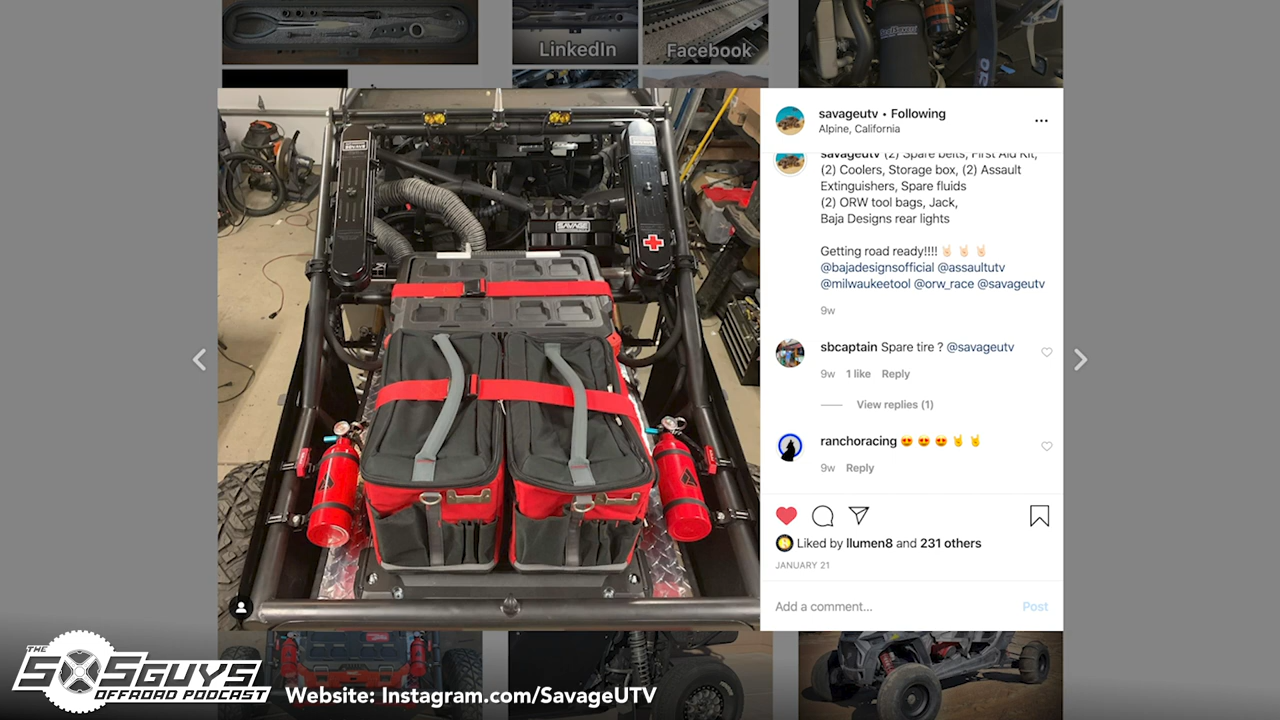 LinkedIn
Facebook
savageutv • Following
Alpine, California
savageutv (2) Spare belts, First Aid Kit,
(2) Coolers, Storage box, (2) Assault
Extinguishers, Spare fluids
(2) ORW tool bags, Jack,
Baja Designs rear lights
Getting road ready!!!! ✌🏻 ✌🏻 ✌🏻
@bajadesignsofficial @assaultutv
@milwaukeetool @orw_race @savageutv
9w
sbcaptain Spare tire ? @savageutv
9w 1 like Reply
View replies (1)
ranchoracing 😍 😍 😍 🤘 🤘
9w Reply
Liked by llumen8 and 231 others
JANUARY 21
Add a comment... Post
SAVAGE
THE
SOSGUYS
OFFROAD PODCAST
Website: Instagram.com/SavageUTV